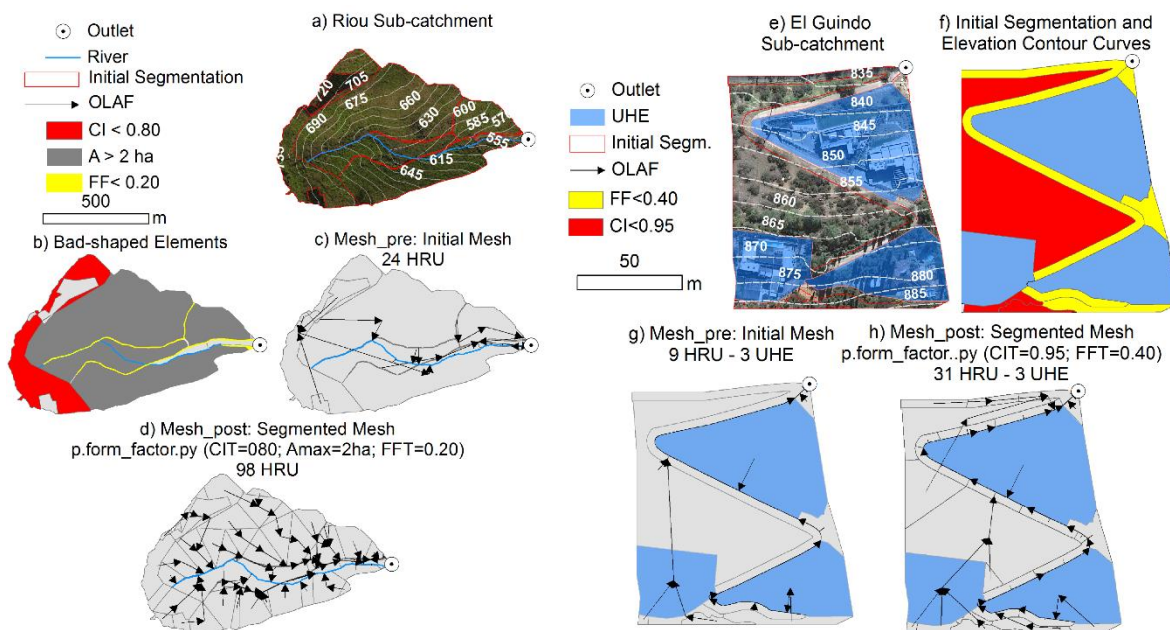 a) Riou Sub-catchment
Outlet
River
Initial Segmentation
OLAF
CI < 0.80
A > 2 ha
FF< 0.20
500
m
720
705
690
675
660
630
600
585
555
615
645
b) Bad-shaped Elements
c) Mesh_pre: Initial Mesh
24 HRU
d) Mesh_post: Segmented Mesh
p.form_factor.py (CIT=080; Amax=2ha; FFT=0.20)
98 HRU
e) El Guindo
Sub-catchment
Outlet
UHE
Initial Segm.
OLAF
FF<0.40
CI<0.95
50
m
835
840
845
850
855
860
865
870
875
880
885
f) Initial Segmentation and
Elevation Contour Curves
g) Mesh_pre: Initial Mesh
9 HRU - 3 UHE
h) Mesh_post: Segmented Mesh
p.form_factor..py (CIT=0.95; FFT=0.40)
31 HRU - 3 UHE